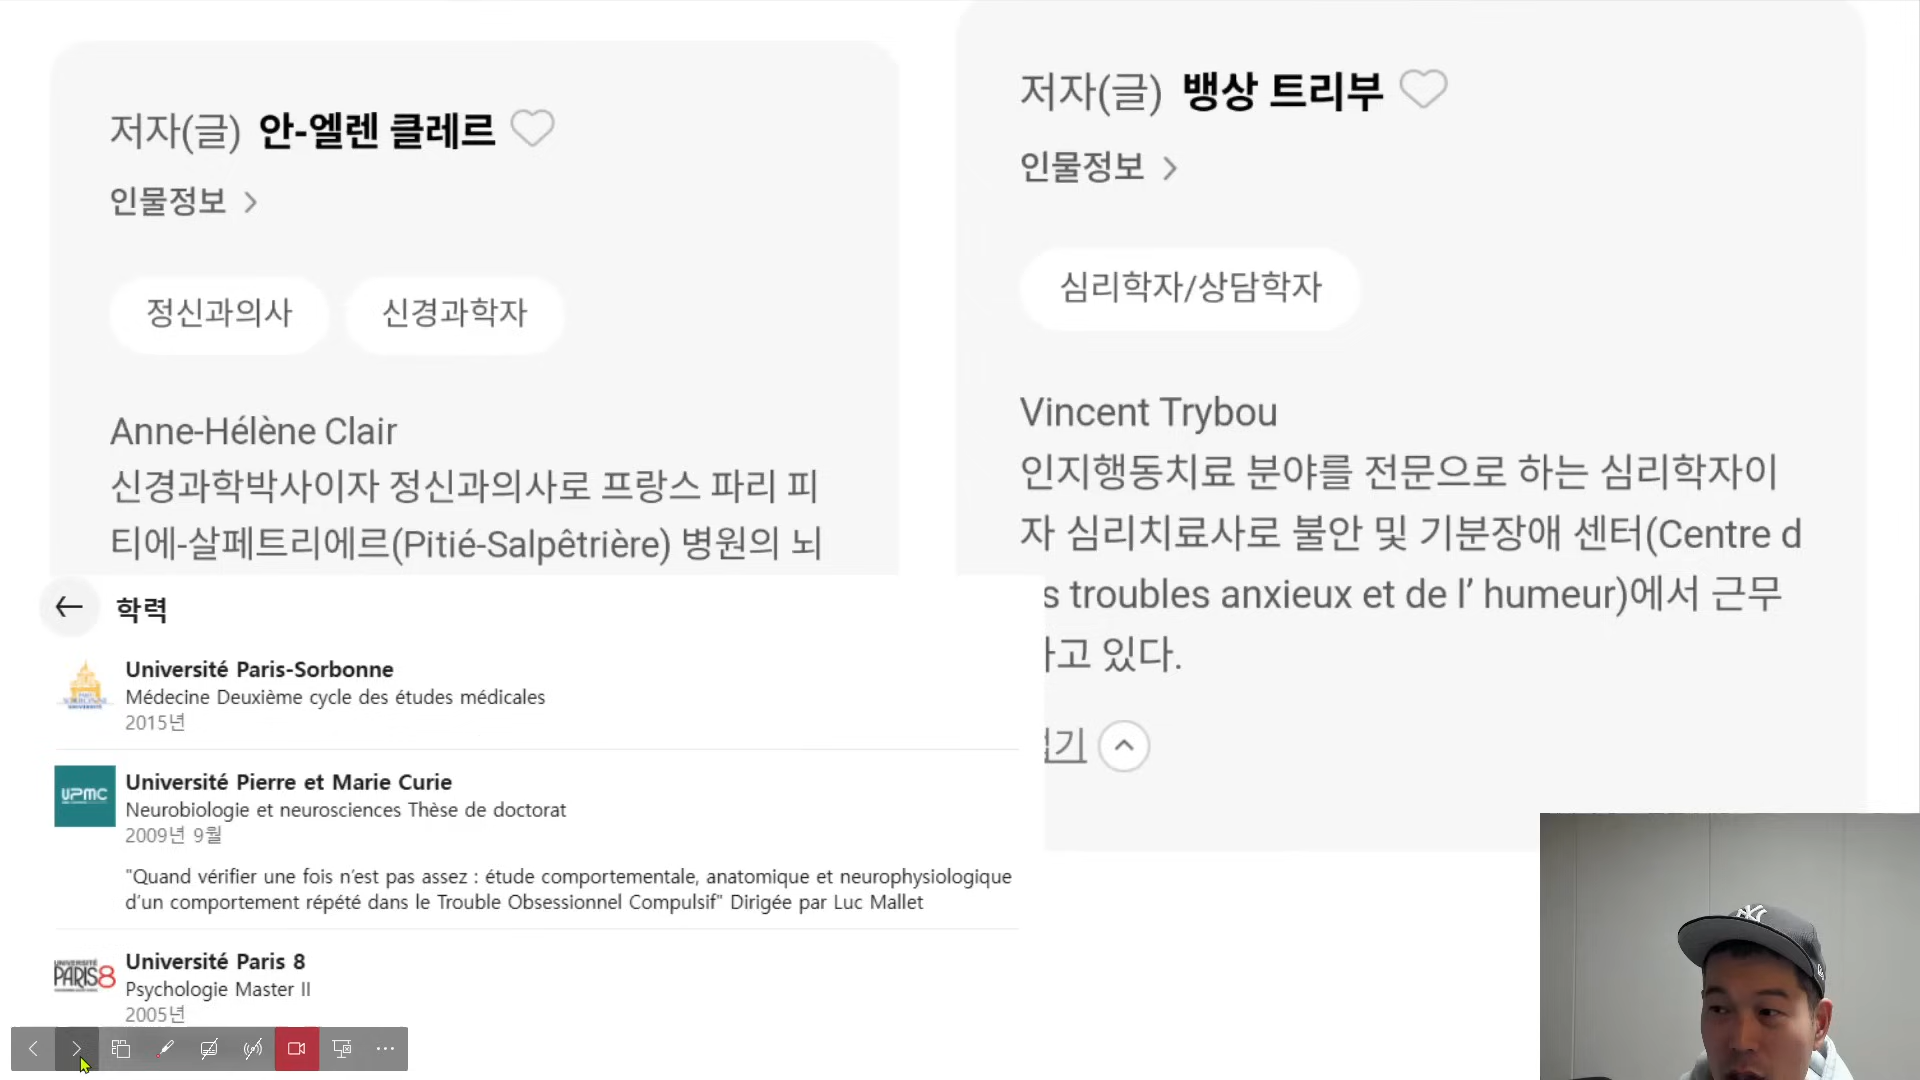 저자(글) 안-엘렌 클레르
인물정보
정신과의사 신경과학자
Anne-Hélène Clair
신경과학박사이자 정신과의사로 프랑스 파리 피
티에-살페트리에르(Pitié-Salpêtrière) 병원의 뇌
저자(글) 뱅상 트리부
인물정보
심리학자/상담학자
Vincent Trybou
인지행동치료 분야를 전문으로 하는 심리학자이
자 심리치료사로 불안 및 기분장애 센터(Centre d
s troubles anxieux et de l’ humeur)에서 근무
고 있다.
기
학력
Université Paris-Sorbonne
Médecine Deuxième cycle des études médicales
2015년
UPMC
Université Pierre et Marie Curie
Neurobiologie et neurosciences Thèse de doctorat
2009년 9월
"Quand vérifier une fois n’est pas assez : étude comportementale, anatomique et neurophysiologique
d’un comportement répété dans le Trouble Obsessionnel Compulsif" Dirigée par Luc Mallet
UNIVERSITÉ
PARIS8
Université Paris 8
Psychologie Master II
2005년